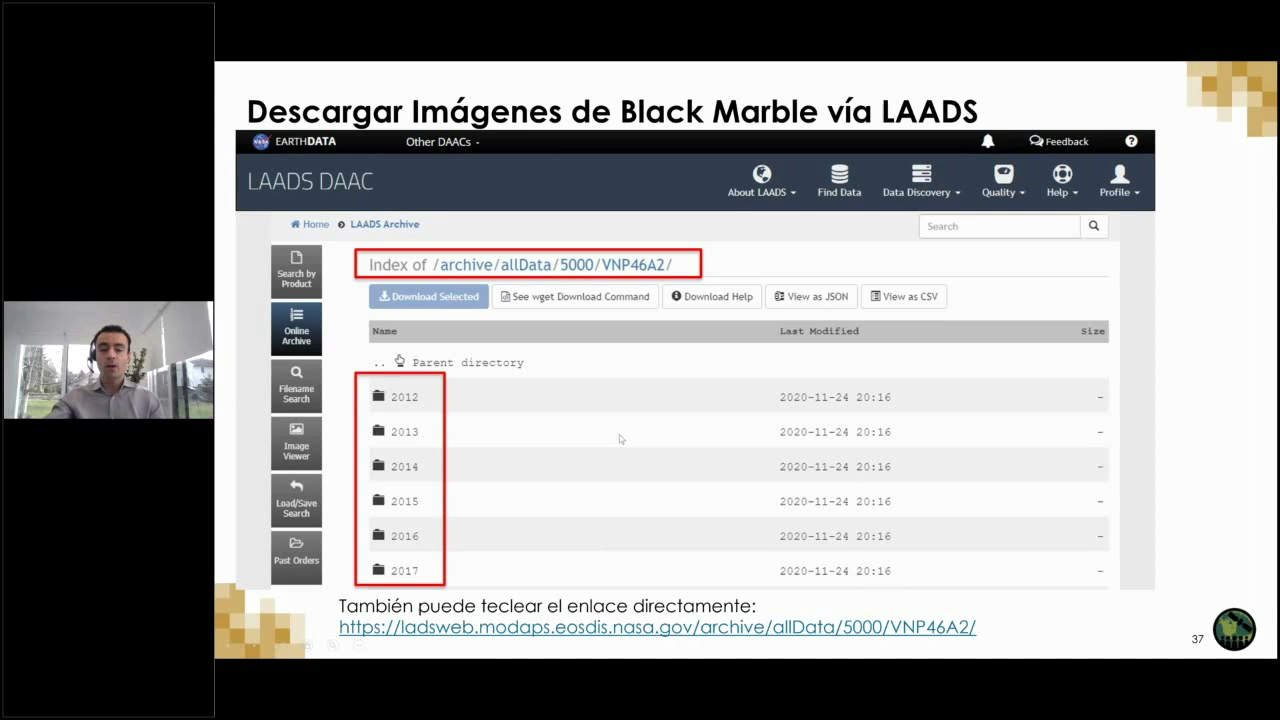 Descargar Imágenes de Black Marble vía LAADS
EARTHDATA
Other DAACs
Feedback
LAADS DAAC
About LAADS
Find Data
Data Discovery
Quality
Help
Profile
Home
LAADS Archive
Search
Search by
Product
Online
Archive
Filename
Search
Image
Viewer
Load/Save
Search
Past Orders
Index of /archive/allData/5000/VNP46A2/
Download Selected
See wget Download Command
Download Help
View as JSON
View as CSV
Name Last Modified Size
.. Parent directory
2012 2020-11-24 20:16 -
2013 2020-11-24 20:16 -
2014 2020-11-24 20:16 -
2015 2020-11-24 20:16 -
2016 2020-11-24 20:16 -
2017 2020-11-24 20:16 -
También puede teclear el enlace directamente:
https://ladsweb.modaps.eosdis.nasa.gov/archive/allData/5000/VNP46A2/
37